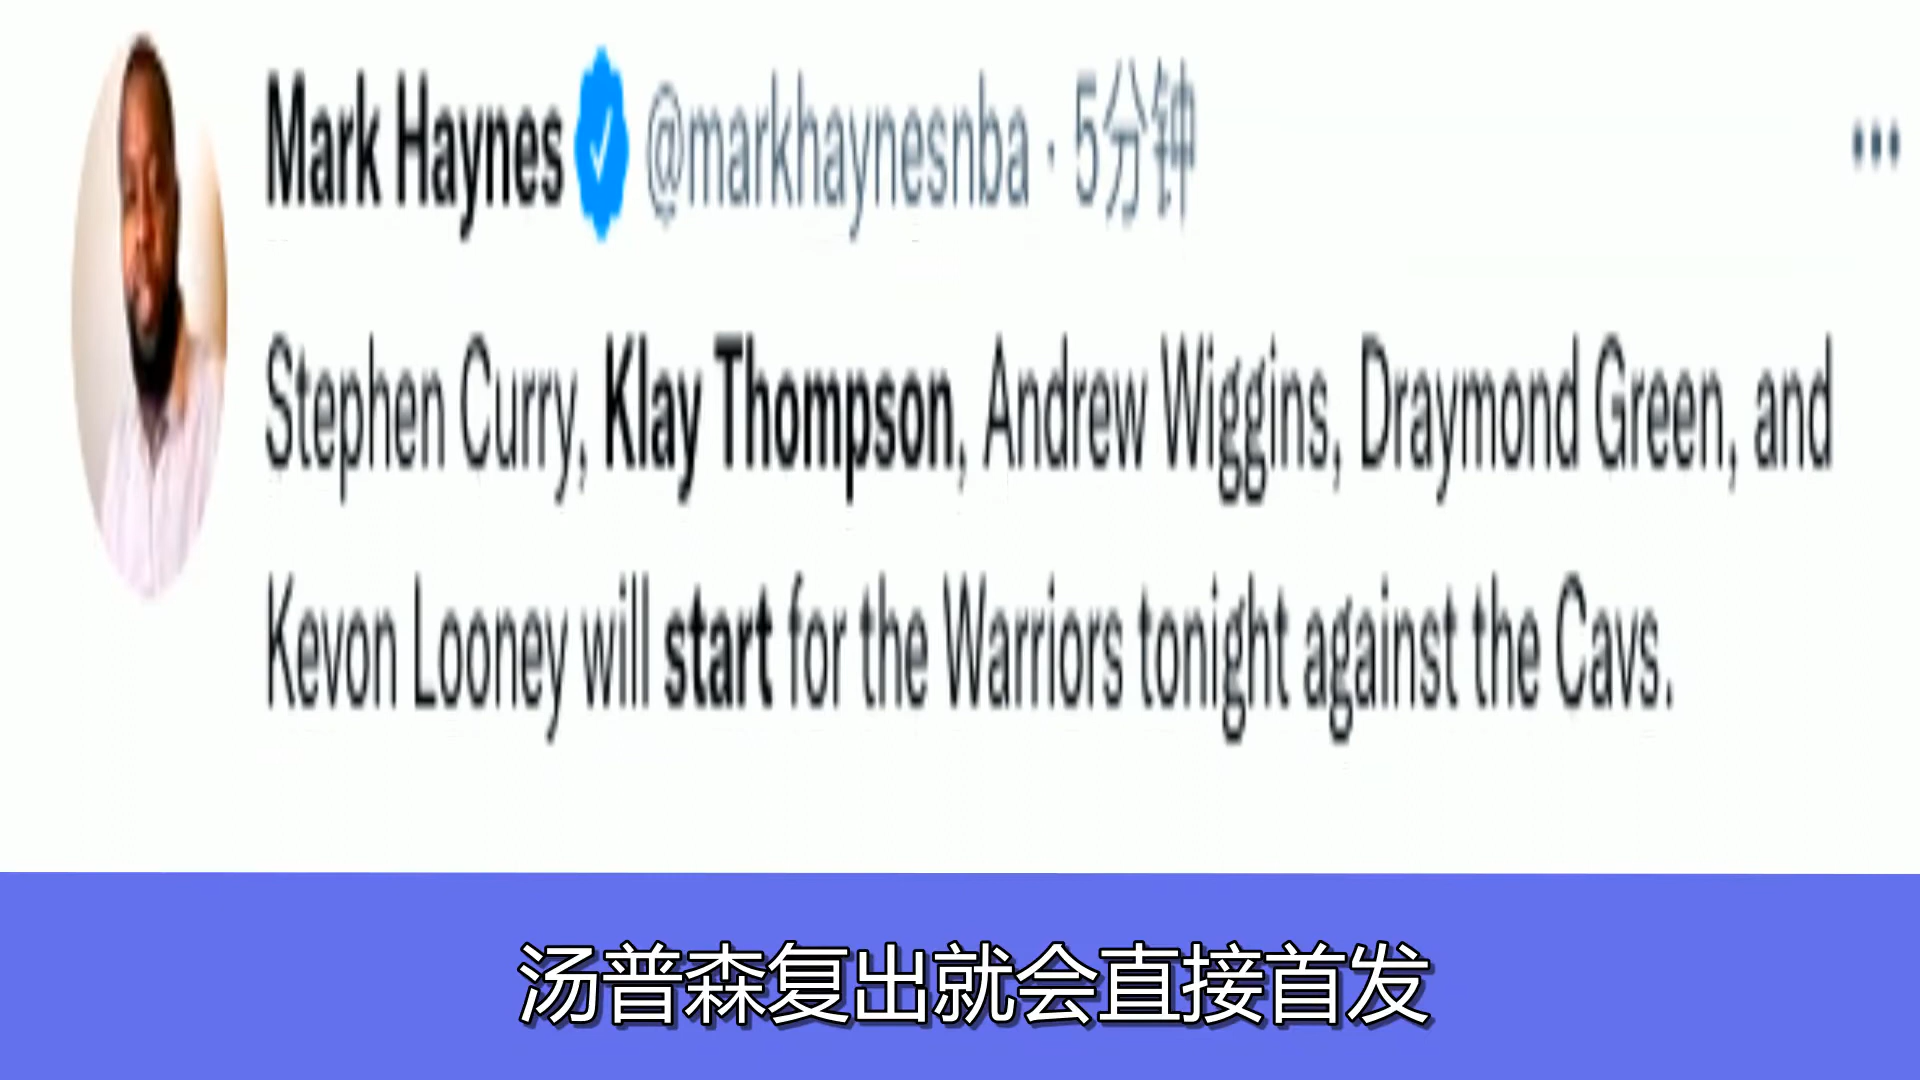 Mark Haynes @markhaynesnba · 5分钟
Stephen Curry, Klay Thompson, Andrew Wiggins, Draymond Green, and
Kevon Looney will start for the Warriors tonight against the Cavs.
汤普森复出就会直接首发